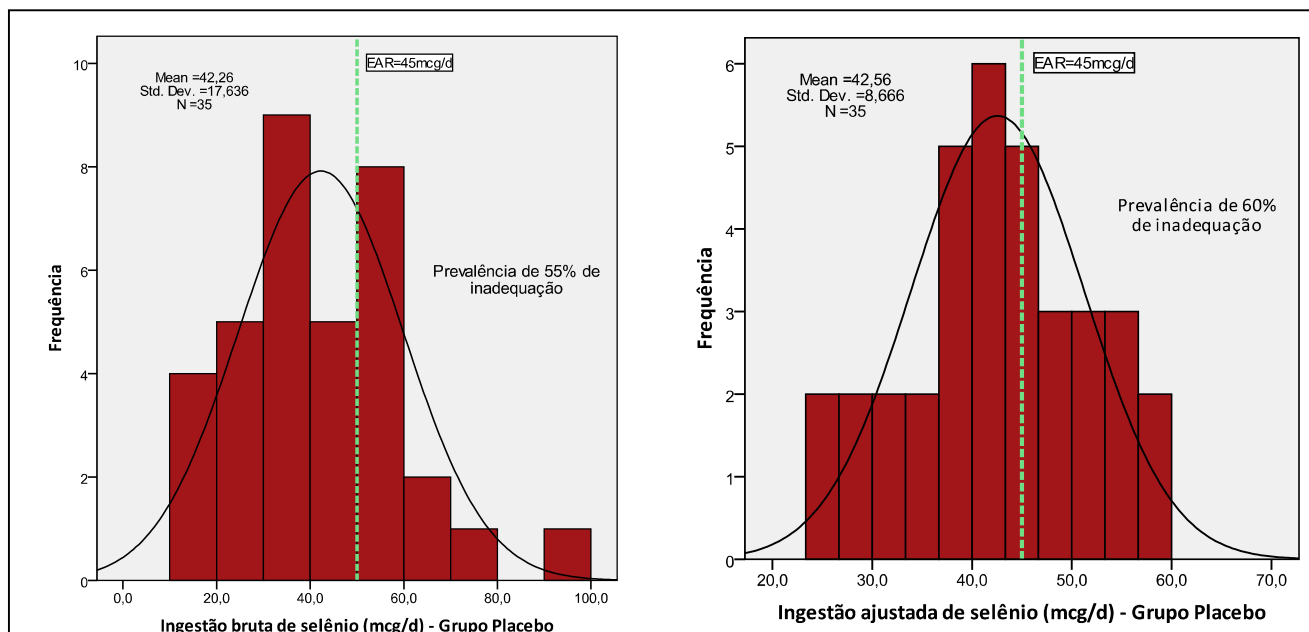 EAR=45mcg/d
Mean =42,26
Std. Dev. =17,636
N =35
Prevalência de 55% de
inadequação
Frequência
10
8
6
4
2
0
0,0 20,0 40,0 60,0 80,0 100,0
Ingestão bruta de selênio (mcg/d) - Grupo Placebo
EAR=45mcg/d
Mean =42,56
Std. Dev. =8,666
N =35
Prevalência de 60%
de inadequação
Frequência
6
5
4
3
2
1
0
20,0 30,0 40,0 50,0 60,0 70,0
Ingestão ajustada de selênio (mcg/d) - Grupo Placebo